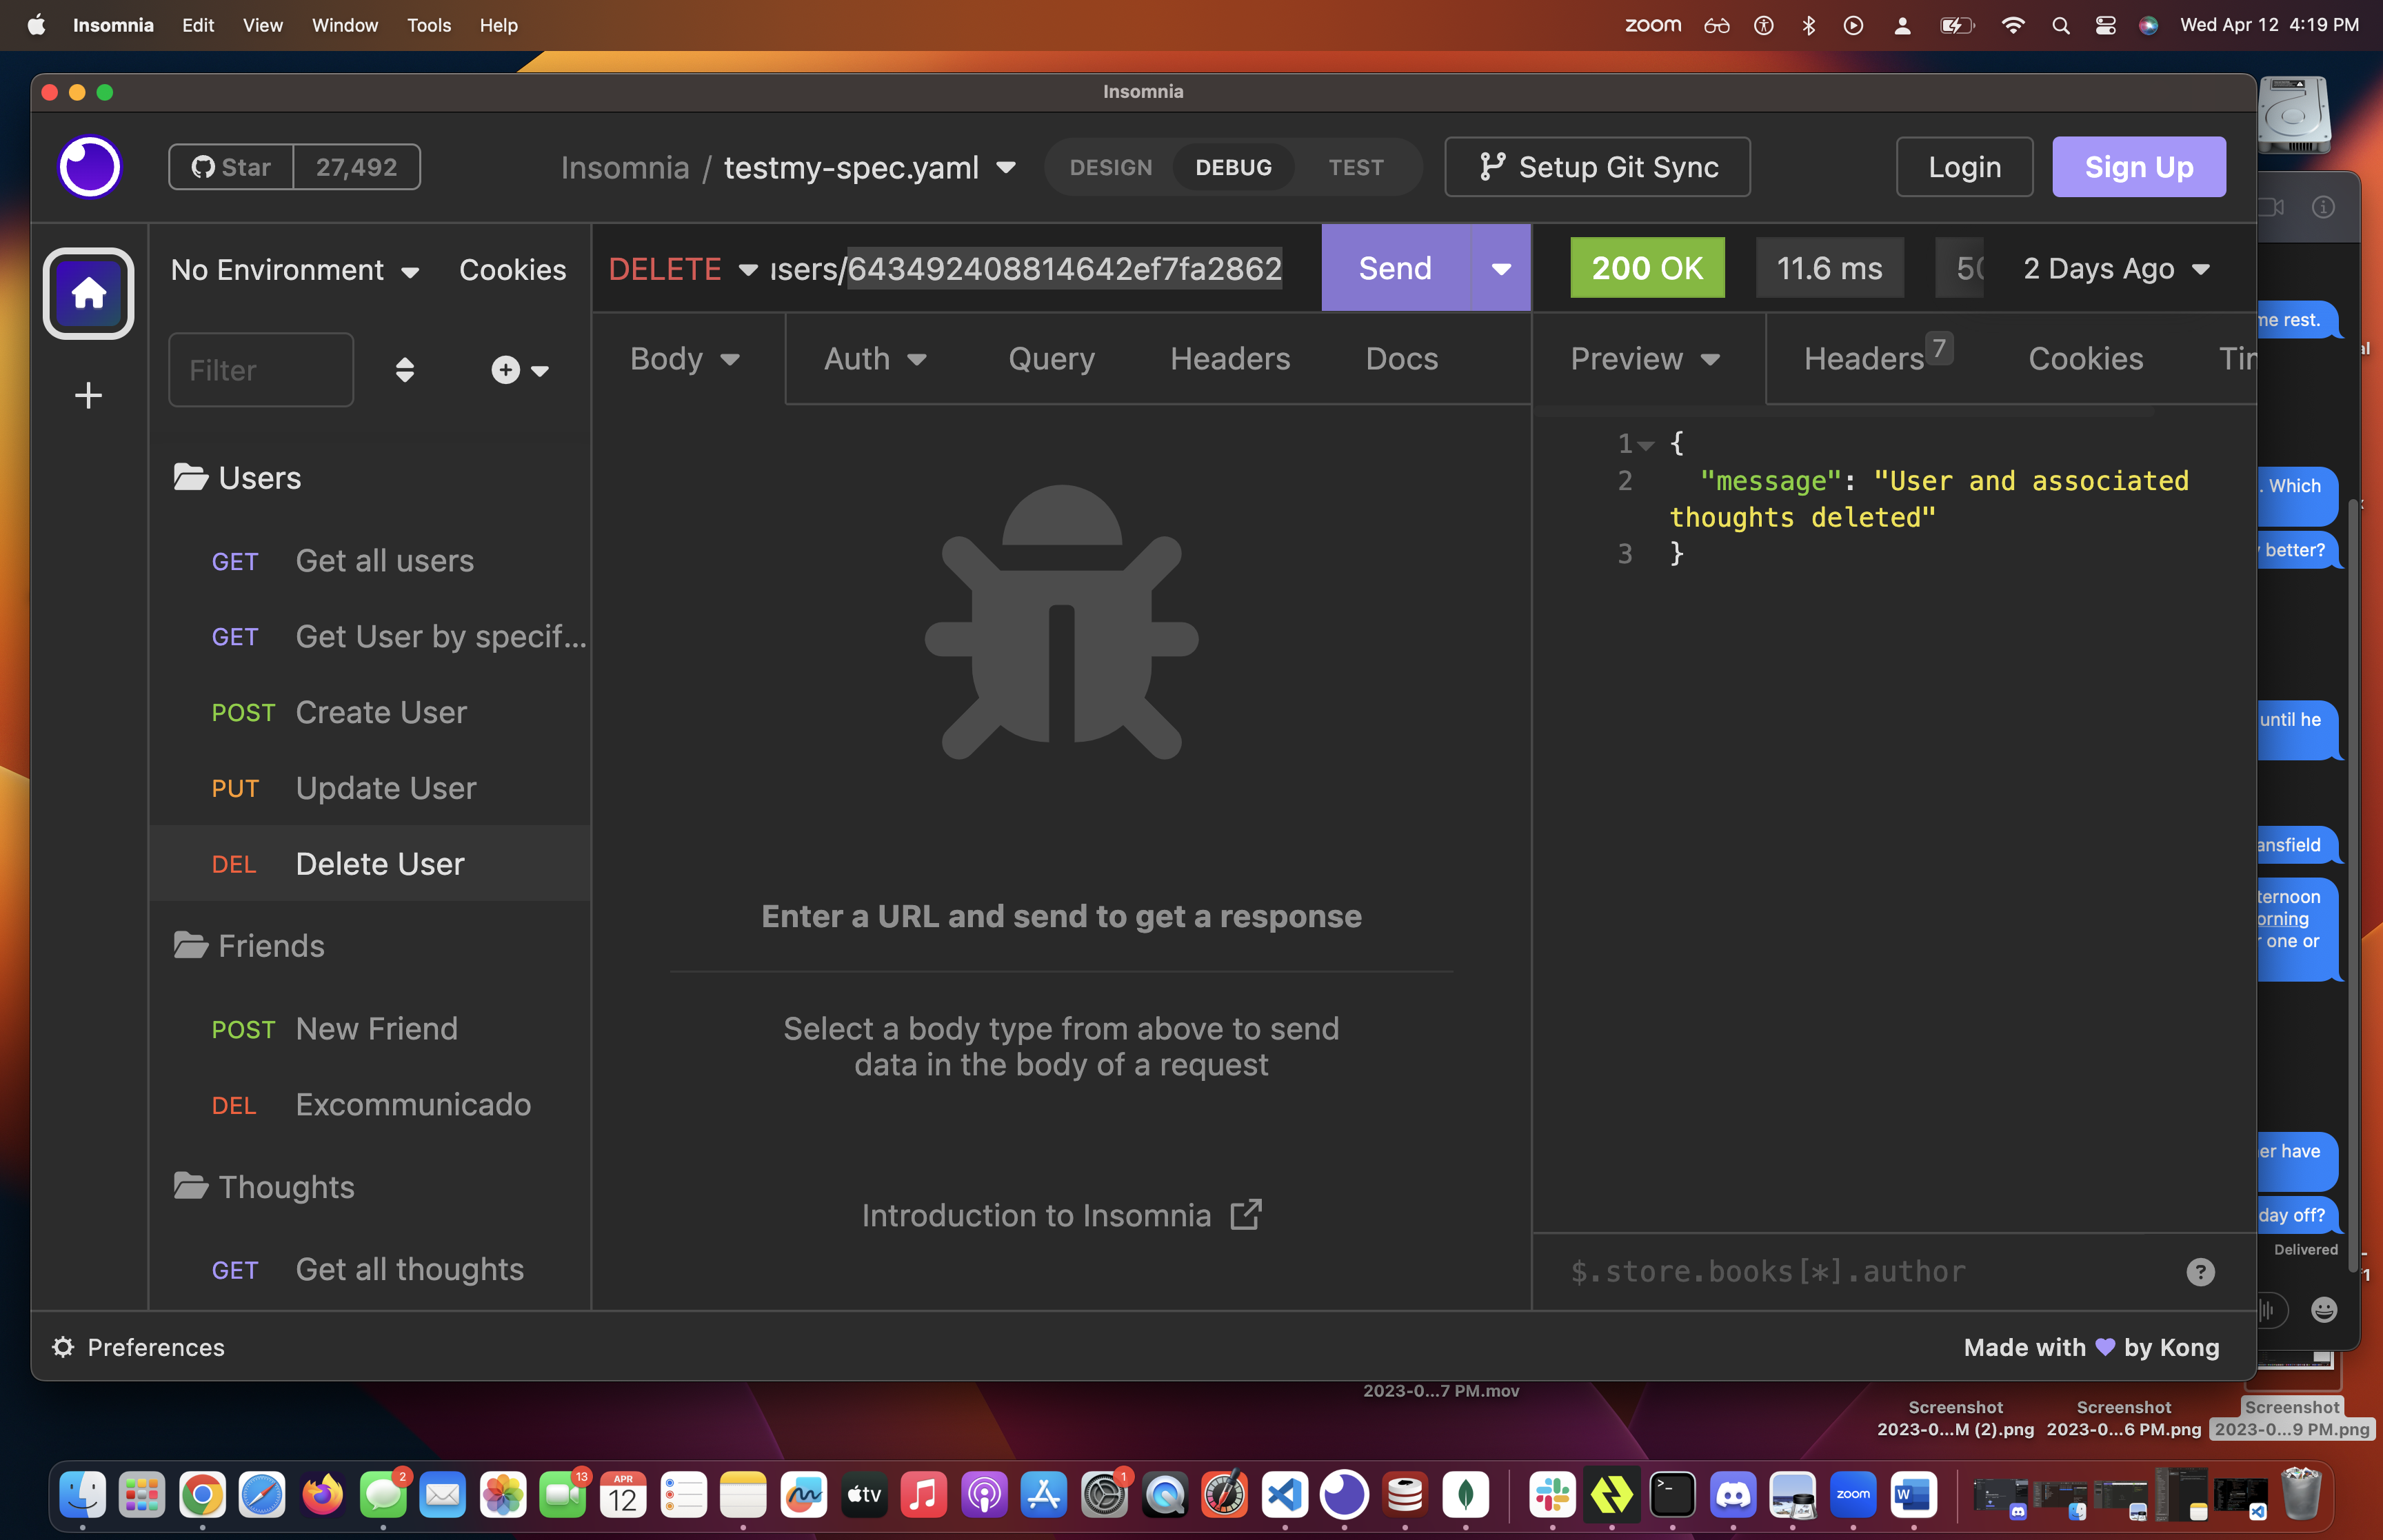 Insomnia Edit View Window Tools Help zoom Wed Apr 12 4:19 PM
Insomnia
Star 27,492 Insomnia / testmy-spec.yaml DESIGN DEBUG TEST Setup Git Sync Login Sign Up
No Environment Cookies DELETE users/643492408814642ef7fa2862 Send 200 OK 11.6 ms 2 Days Ago
Filter Body Auth Query Headers Docs Preview Headers 7 Cookies
Users
GET Get all users
GET Get User by specif...
POST Create User
PUT Update User
DEL Delete User
Friends
POST New Friend
DEL Excommunicado
Thoughts
GET Get all thoughts
Enter a URL and send to get a response
Select a body type from above to send
data in the body of a request
Introduction to Insomnia
1 {
2 "message": "User and associated
thoughts deleted"
3 }
$.store.books[*].author ?
Preferences Made with 💜 by Kong
me rest.
. Which
better?
until he
ansfield
ternoon
orning
one or
er have
day off?
Delivered
2023-0...7 PM.mov
Screenshot
2023-0...M (2).png
Screenshot
2023-0...6 PM.png
Screenshot
2023-0...9 PM.png
2 13 APR 12 tv 1 zoom W